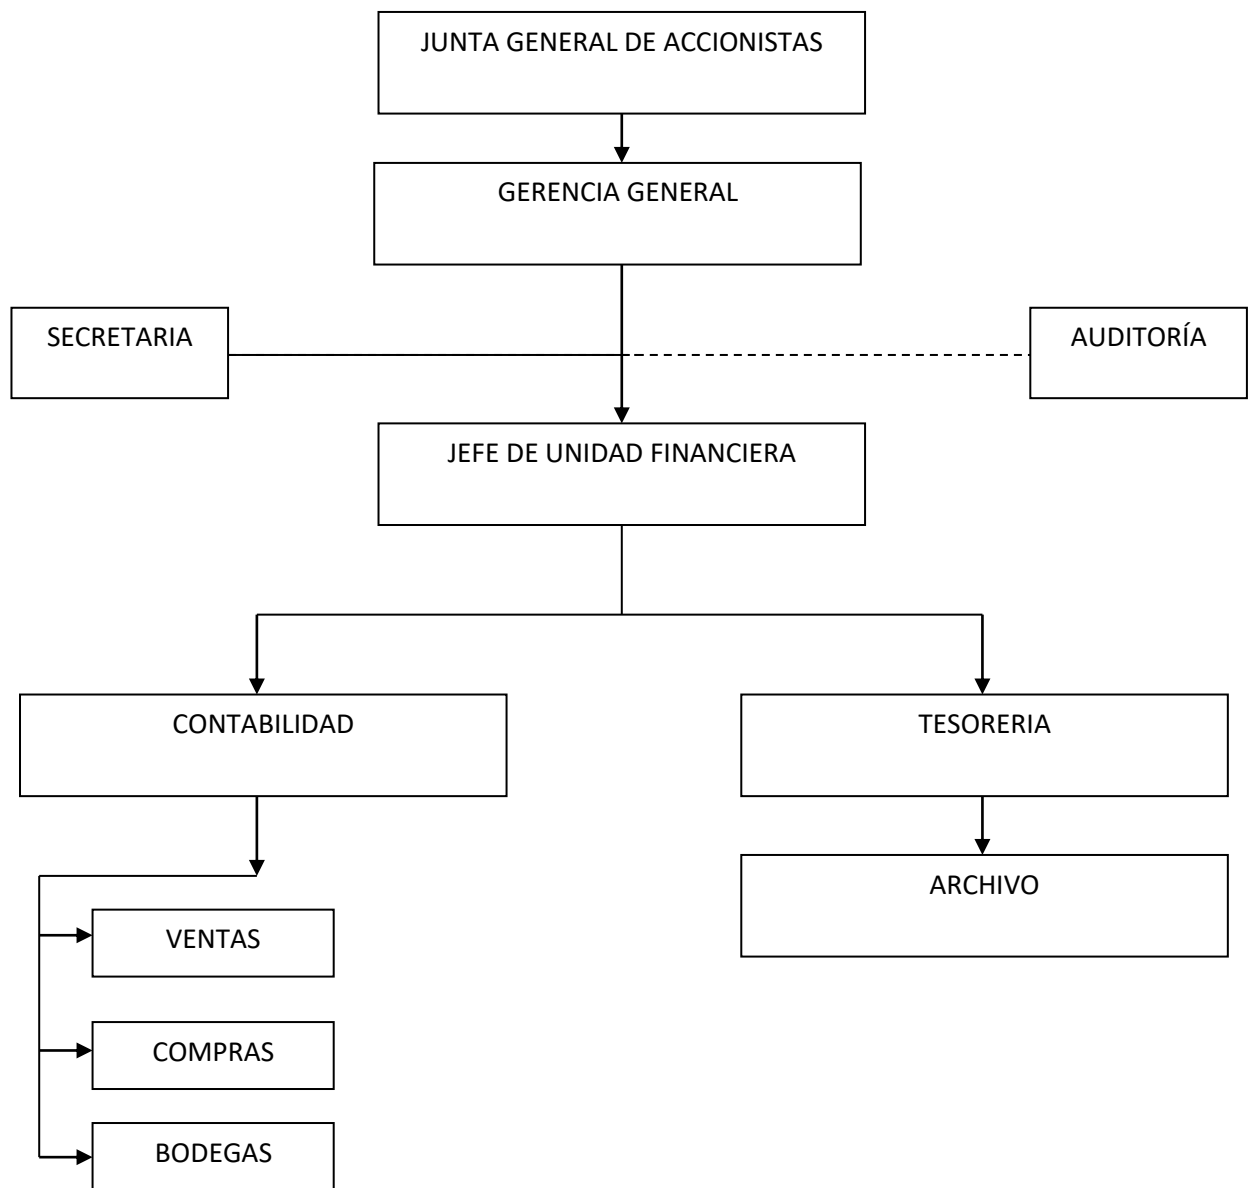 JUNTA GENERAL DE ACCIONISTAS
GERENCIA GENERAL
SECRETARIA
AUDITORÍA
JEFE DE UNIDAD FINANCIERA
CONTABILIDAD
TESORERIA
ARCHIVO
VENTAS
COMPRAS
BODEGAS